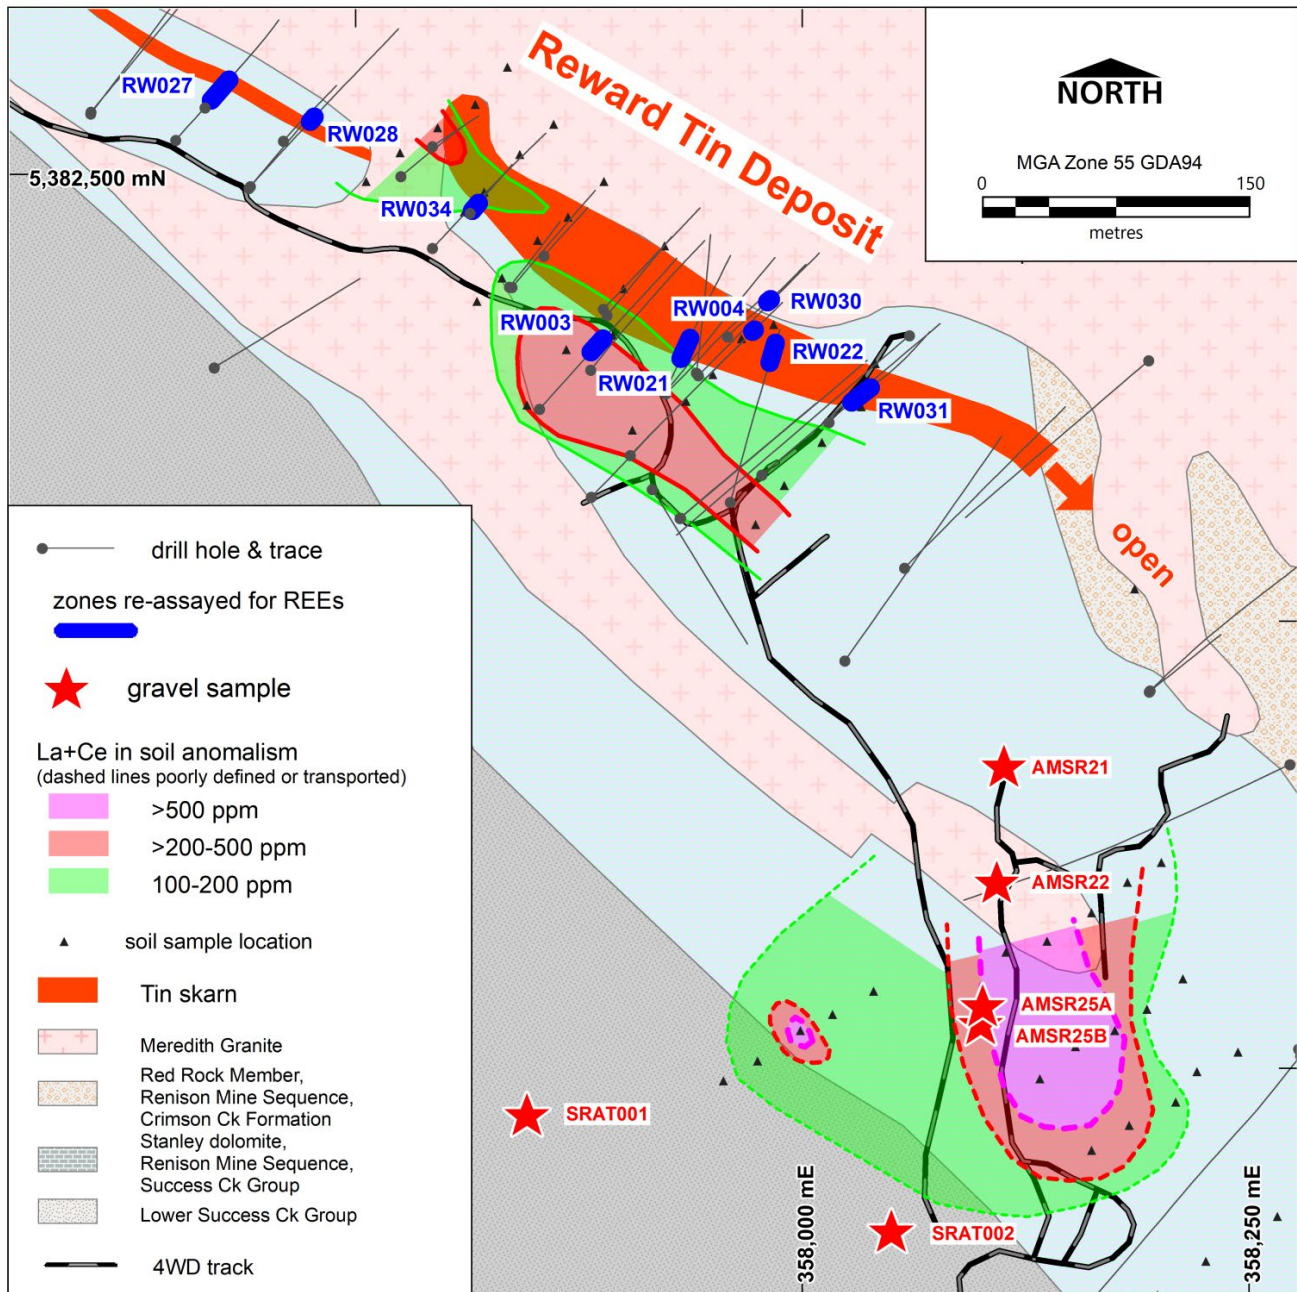 Reward Tin Deposit
NORTH
MGA Zone 55 GDA94
0
150
metres
RW027
RW028
5,382,500 mN
RW034
RW030
RW004
RW003
RW022
RW021
RW031
open
drill hole & trace
zones re-assayed for REEs
gravel sample
La+Ce in soil anomalism
(dashed lines poorly defined or transported)
>500 ppm
>200-500 ppm
100-200 ppm
soil sample location
Tin skarn
Meredith Granite
Red Rock Member,
Renison Mine Sequence,
Crimson Ck Formation
Stanley dolomite,
Renison Mine Sequence,
Success Ck Group
Lower Success Ck Group
4WD track
AMSR21
AMSR22
AMSR25A
AMSR25B
SRAT001
SRAT002
358,000 mE
358,250 mE